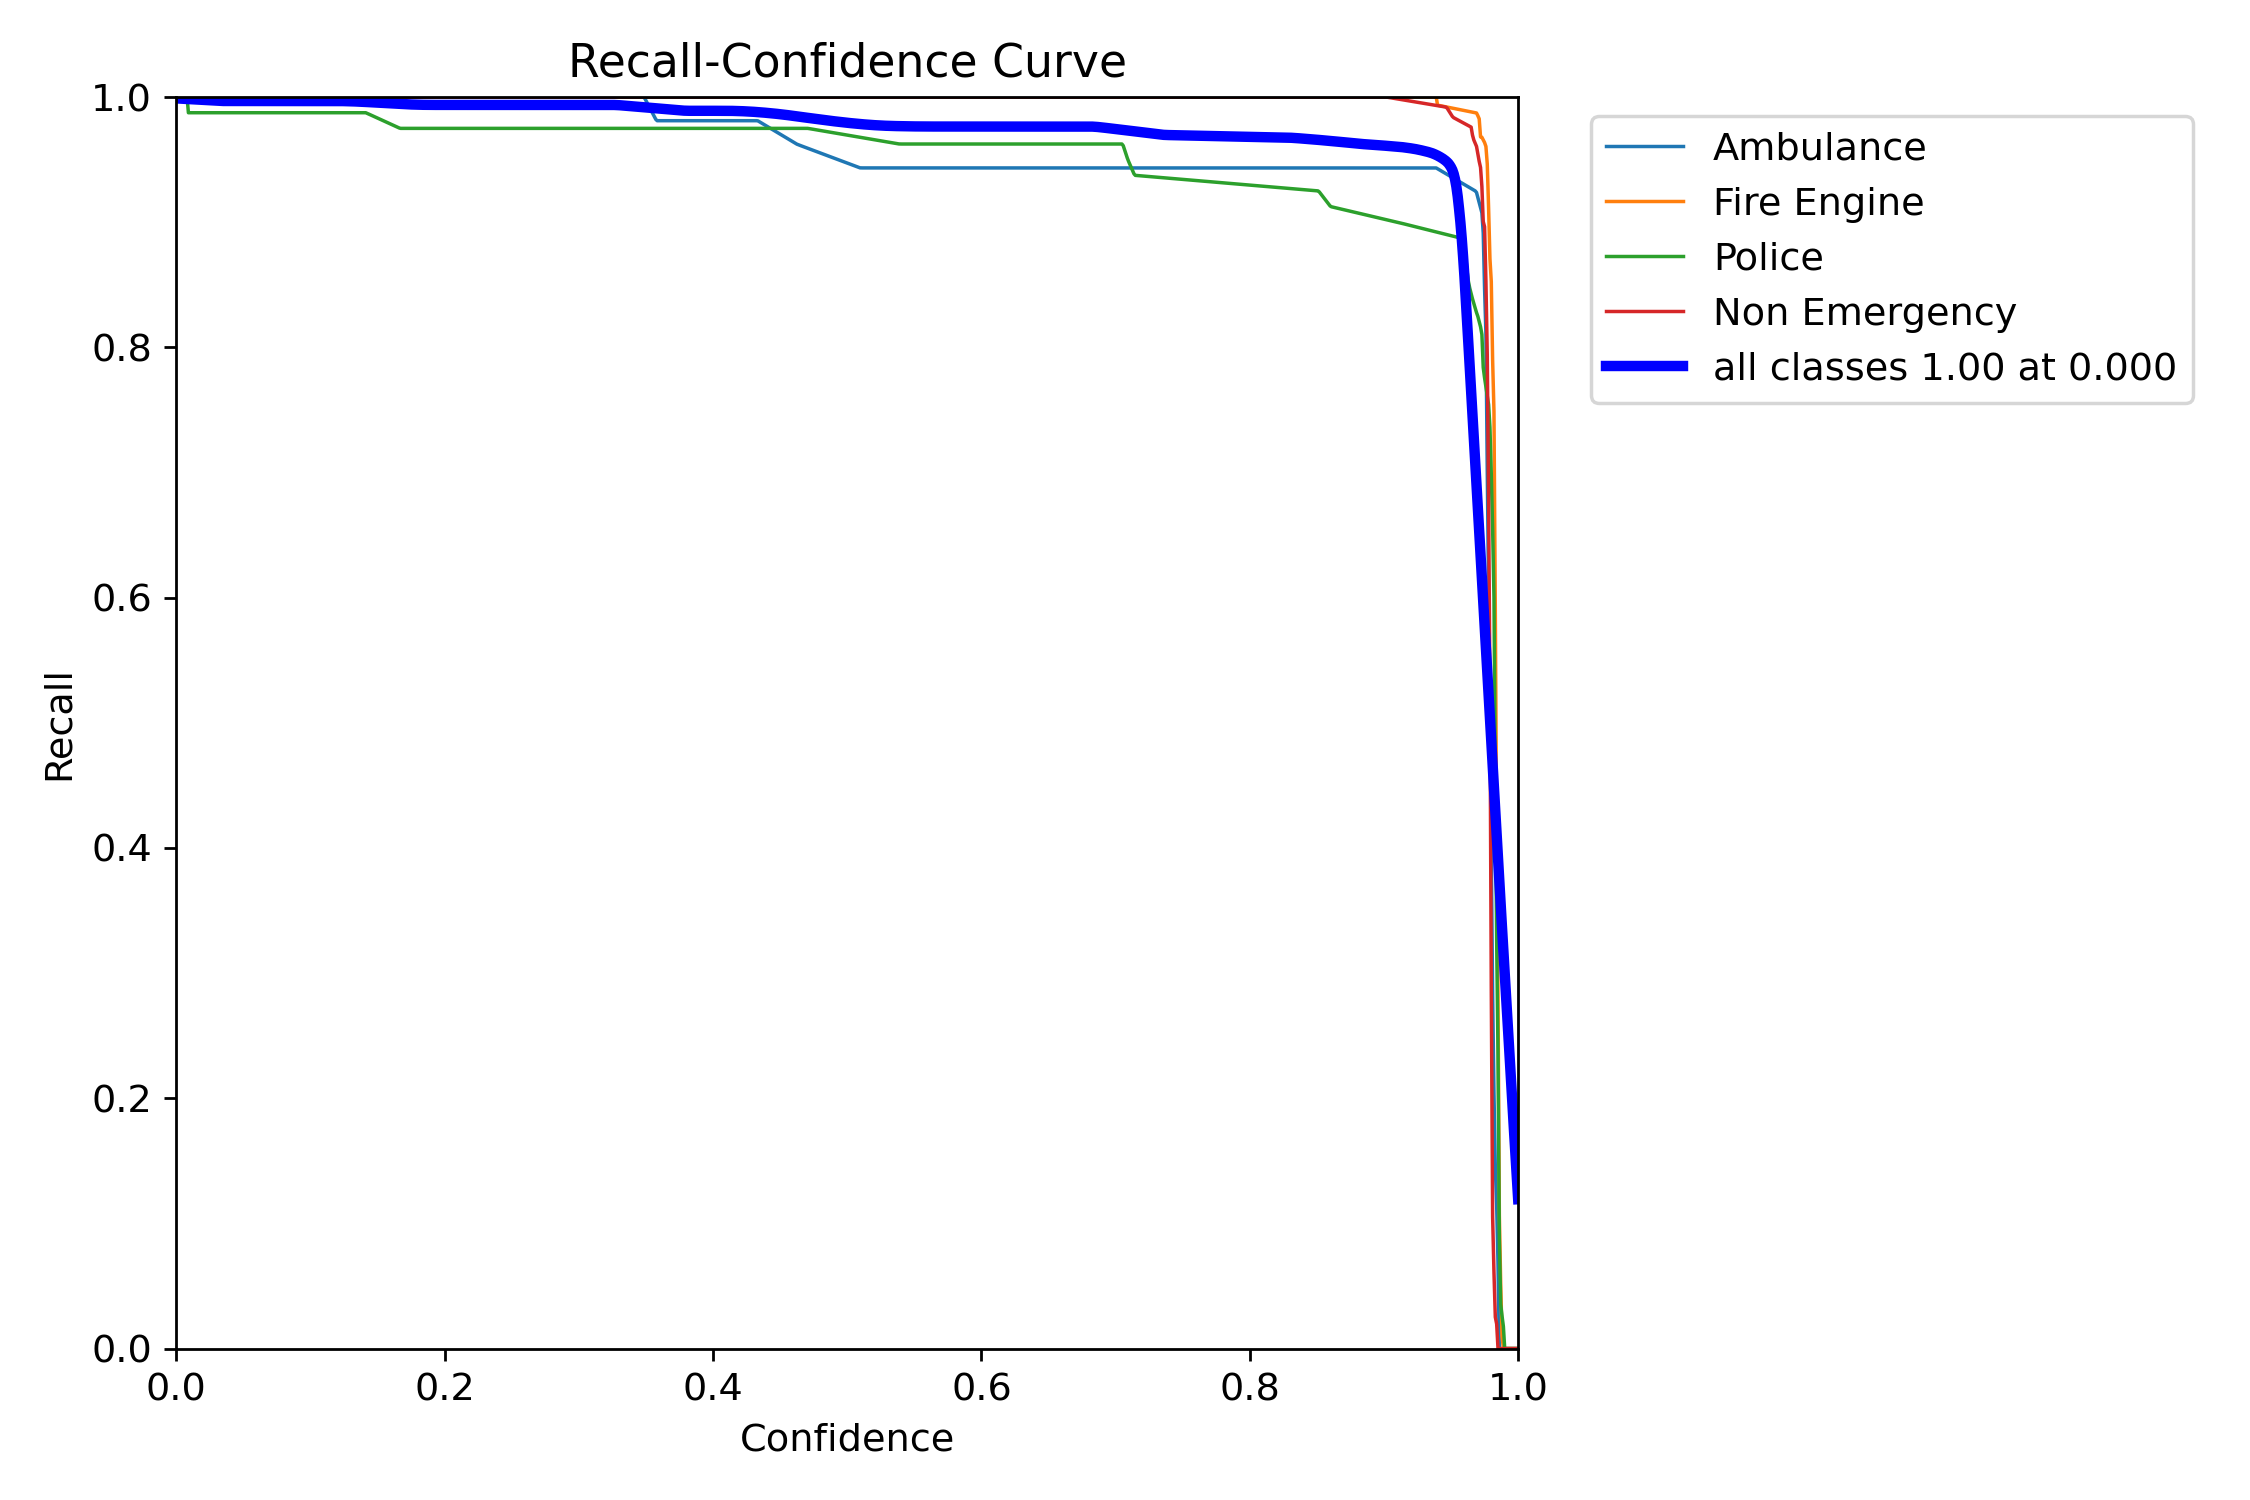 Recall-Confidence Curve
1.0
0.8
0.6
0.4
0.2
0.0
Recall
0.0 0.2 0.4 0.6 0.8 1.0
Confidence
Ambulance
Fire Engine
Police
Non Emergency
all classes 1.00 at 0.000